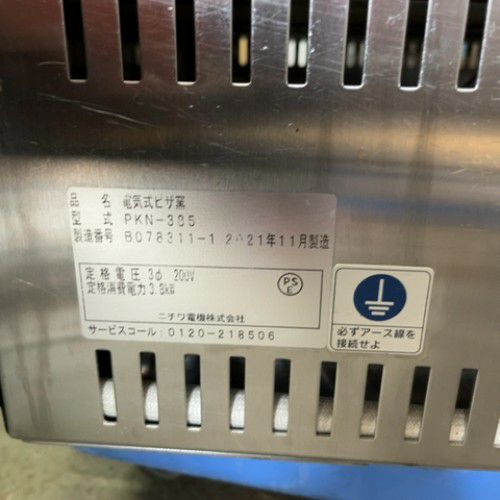 品 名 電気式ピザ窯
型 式 PKN-395
製造番号 B078311-1 2021年11月製造
定格電圧 3φ 200V
定格消費電力 3.8kW
PS
E
ニチワ電機株式会社
サービスコール:0120-218506
必ずアース線を
接続せよ